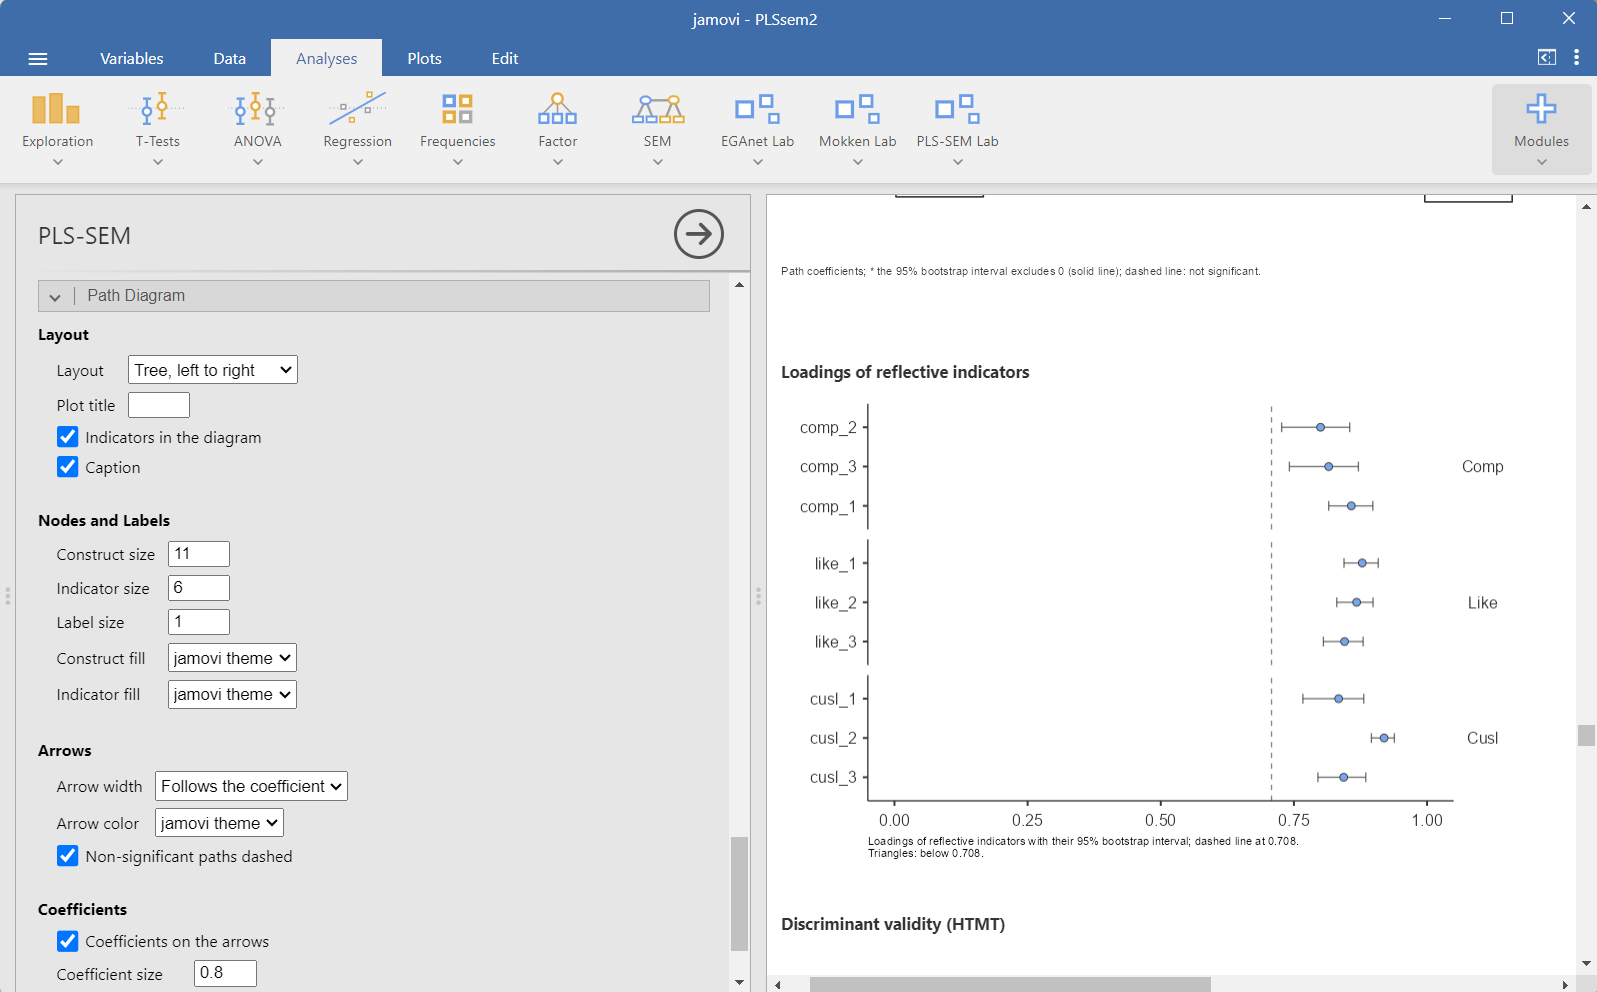 jamovi - PLSsem2
Variables
Data
Analyses
Plots
Edit
Exploration
T-Tests
ANOVA
Regression
Frequencies
Factor
SEM
EGAnet Lab
Mokken Lab
PLS-SEM Lab
Modules
PLS-SEM
Path Diagram
Layout
Layout Tree, left to right
Plot title
Indicators in the diagram
Caption
Nodes and Labels
Construct size 11
Indicator size 6
Label size 1
Construct fill jamovi theme
Indicator fill jamovi theme
Arrows
Arrow width Follows the coefficient
Arrow color jamovi theme
Non-significant paths dashed
Coefficients
Coefficients on the arrows
Coefficient size 0.8
Path coefficients; * the 95% bootstrap interval excludes 0 (solid line); dashed line: not significant.
Loadings of reflective indicators
comp_2
comp_3 Comp
comp_1
like_1
like_2 Like
like_3
cusl_1
cusl_2 Cusl
cusl_3
0.00 0.25 0.50 0.75 1.00
Loadings of reflective indicators with their 95% bootstrap interval; dashed line at 0.708.
Triangles: below 0.708.
Discriminant validity (HTMT)